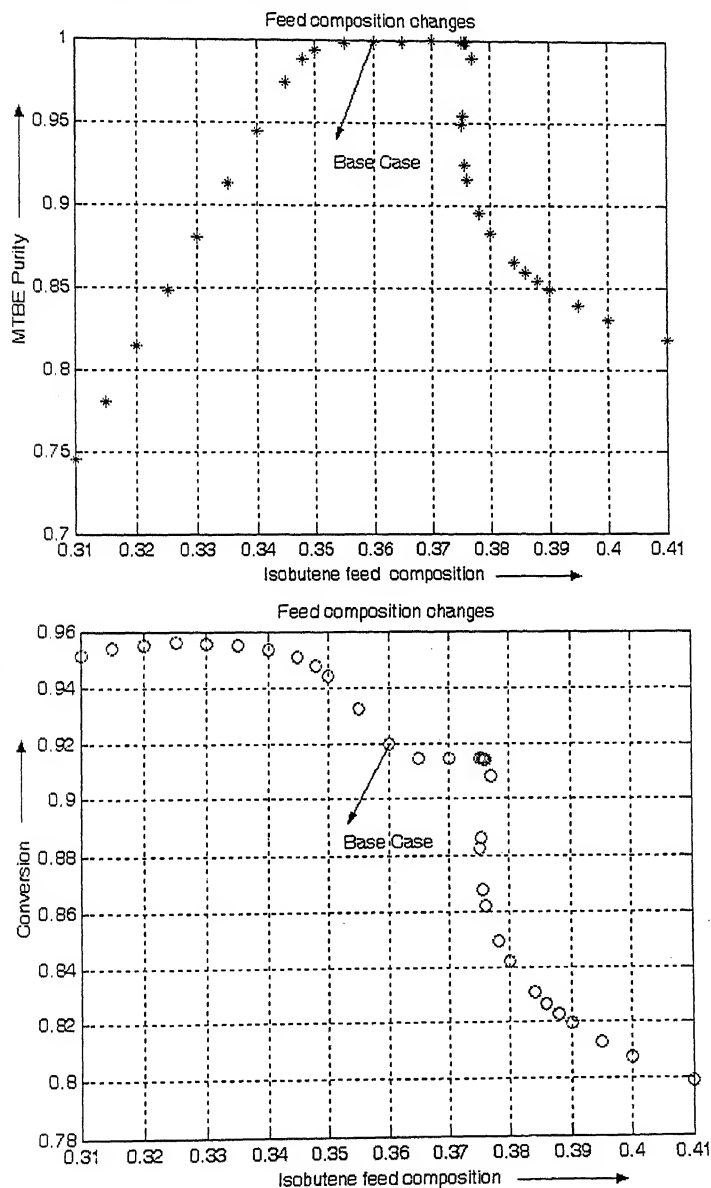 Feed composition changes
1
0.95
0.9
0.85
0.8
0.75
0.7
MTBE Purity
Base Case
0.31 0.32 0.33 0.34 0.35 0.36 0.37 0.38 0.39 0.4 0.41
Isobutene feed composition
Feed composition changes
0.96
0.94
0.92
0.9
0.88
0.86
0.84
0.82
0.8
0.78
Conversion
Base Case
0.31 0.32 0.33 0.34 0.35 0.36 0.37 0.38 0.39 0.4 0.41
Isobutene feed composition